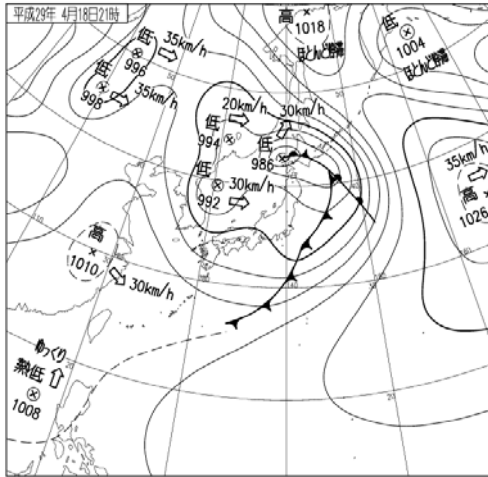 平成29年 4月18日21時
低
996
35km/h
低
998
35km/h
高
1018
ほとんど停滞
低
1004
ほとんど停滞
20km/h
低
994
30km/h
低
986
低
992
30km/h
35km/h
高
1026
高
1010
30km/h
ゆっくり
熱低
1008